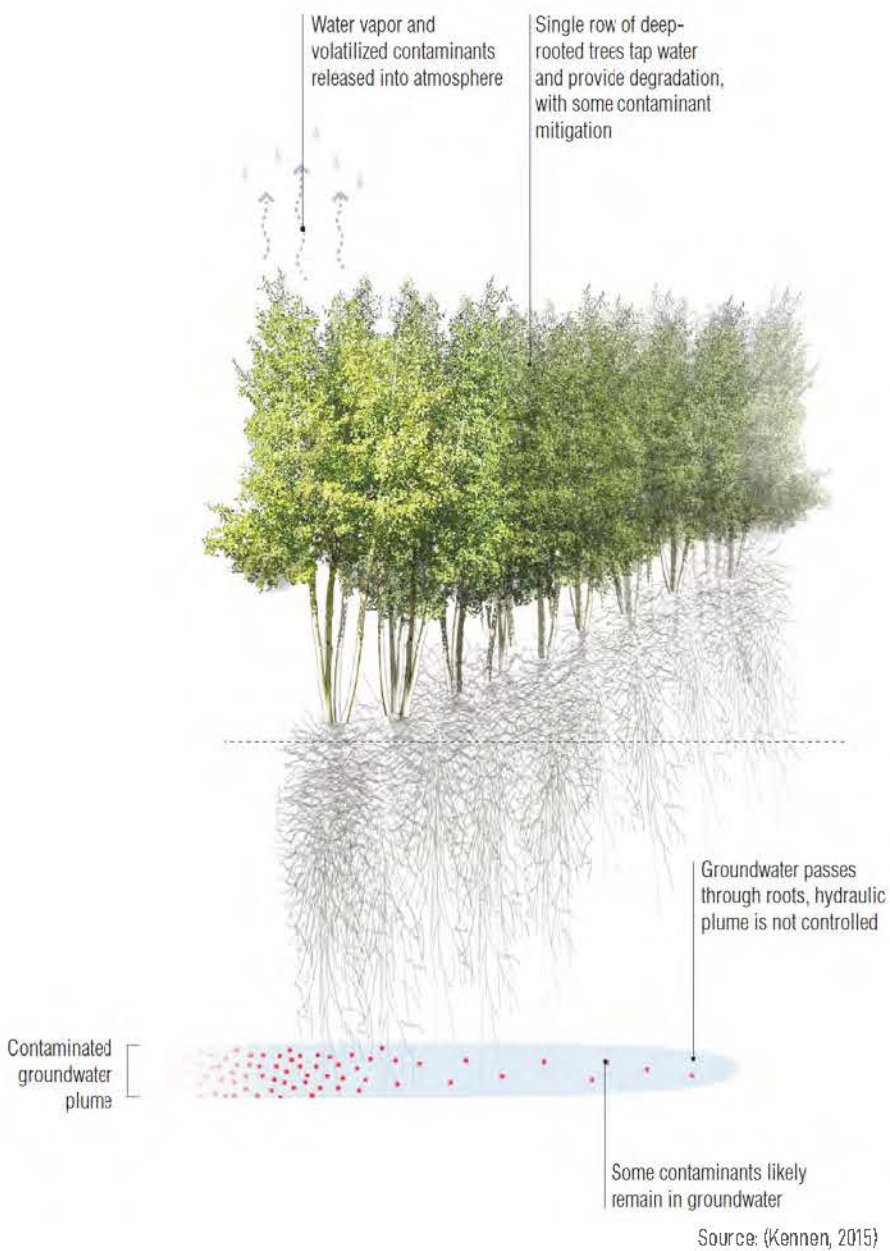 Water vapor and
volatilized contaminants
released into atmosphere
Single row of deep-
rooted trees tap water
and provide degradation,
with some contaminant
mitigation
Groundwater passes
through roots, hydraulic
plume is not controlled
Contaminated
groundwater
plume
Some contaminants likely
remain in groundwater
Source: (Kennen, 2015)